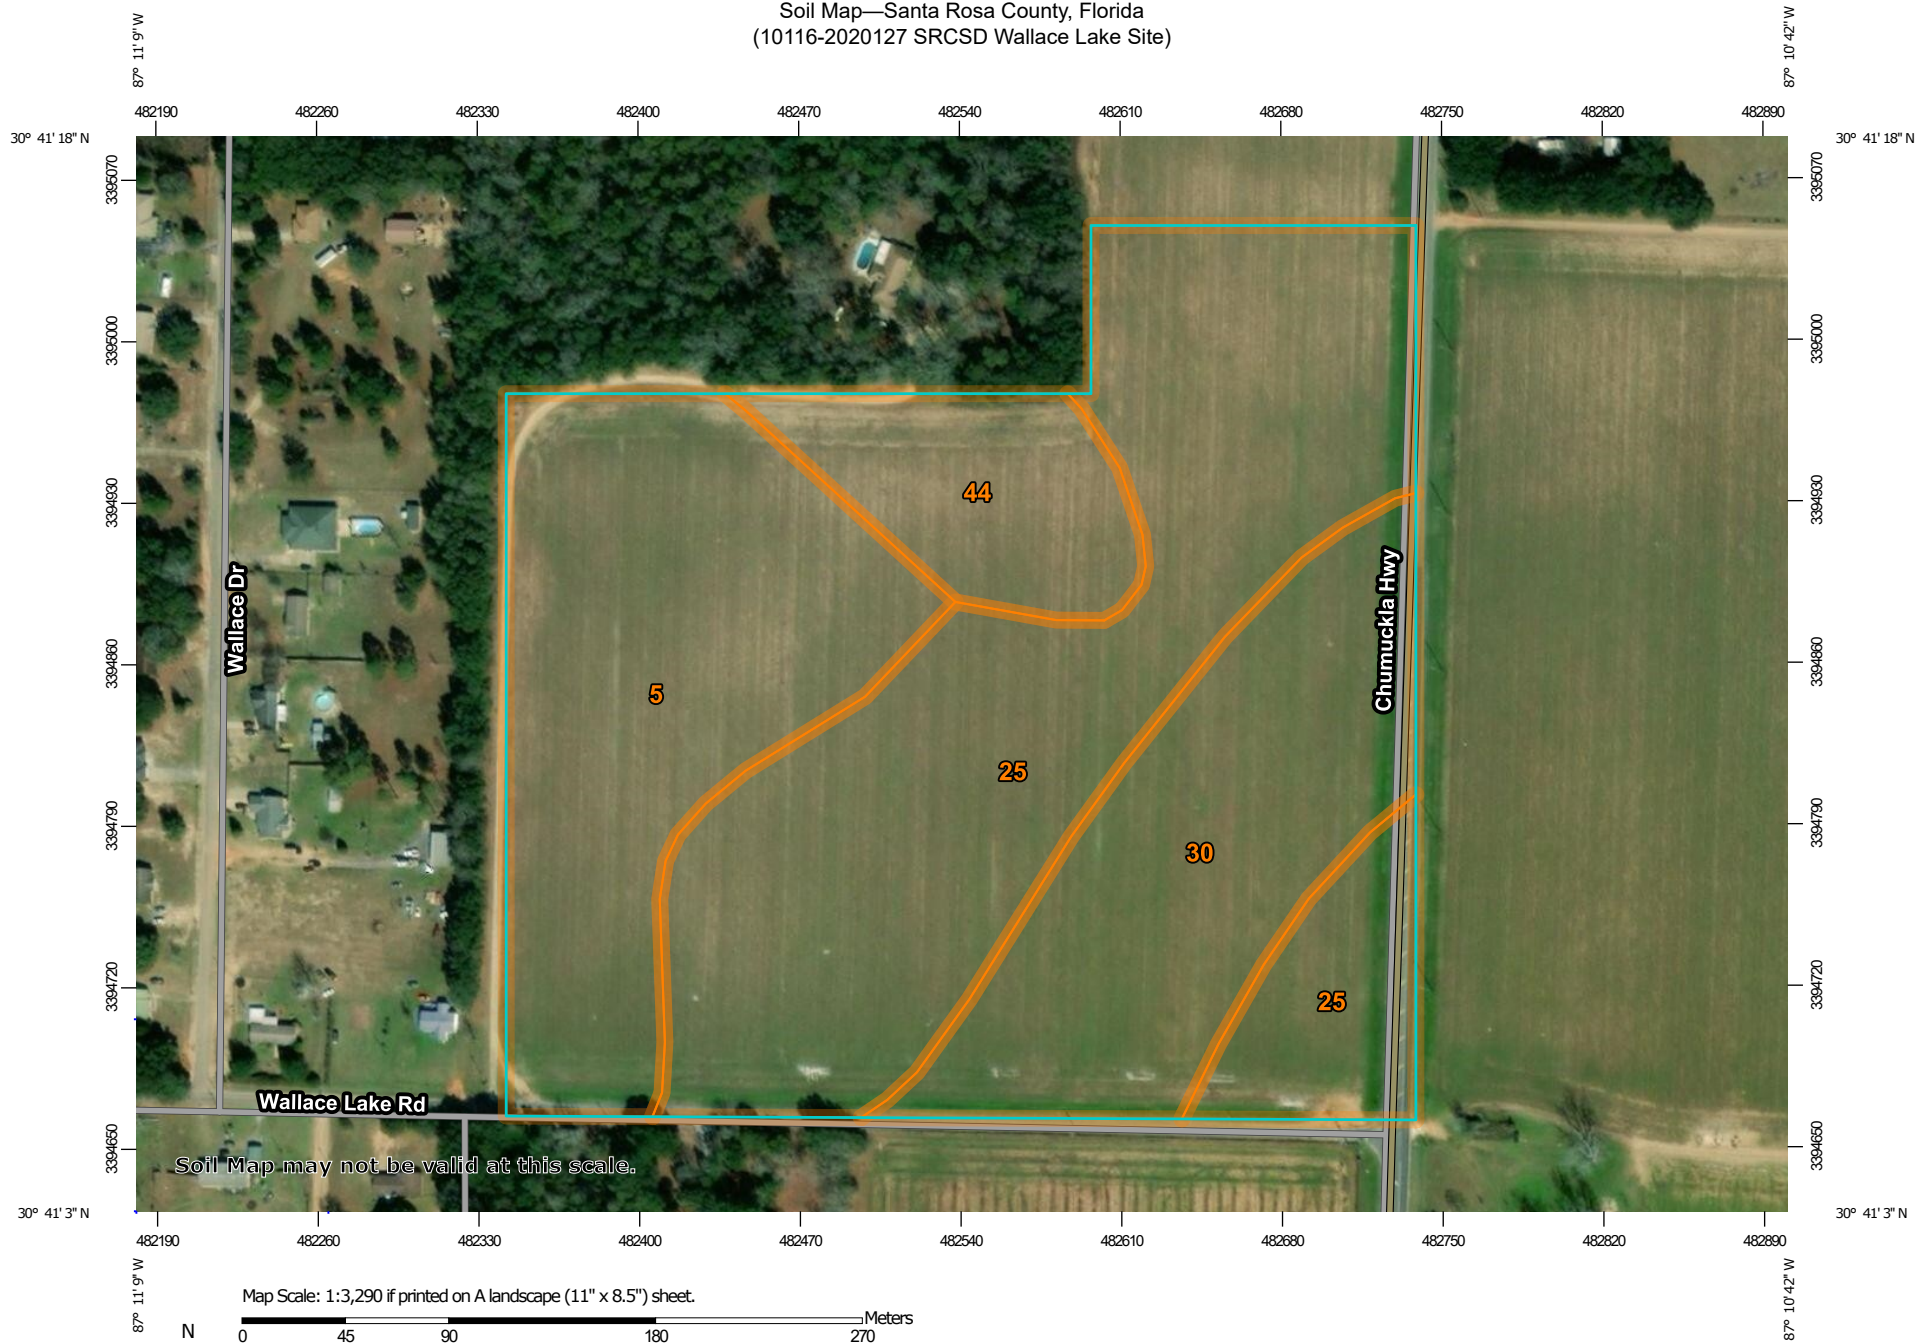 Soil Map—Santa Rosa County, Florida
(10116-2020127 SRCSD Wallace Lake Site)
87° 11' 9'' W
87° 10' 42'' W
482190 482260 482330 482400 482470 482540 482610 482680 482750 482820 482890
30° 41' 18'' N
30° 41' 18'' N
3395070
3395070
3395000
3395000
44
3394930
3394930
Wallace Dr
Chumuckla Hwy
3394860
3394860
5
25
3394790
3394790
30
3394720
3394720
25
Wallace Lake Rd
3394650
3394650
Soil Map may not be valid at this scale.
30° 41' 3'' N
30° 41' 3'' N
482190 482260 482330 482400 482470 482540 482610 482680 482750 482820 482890
87° 11' 9'' W
87° 10' 42'' W
Map Scale: 1:3,290 if printed on A landscape (11" x 8.5") sheet.
Meters
N
0 45 90 180 270